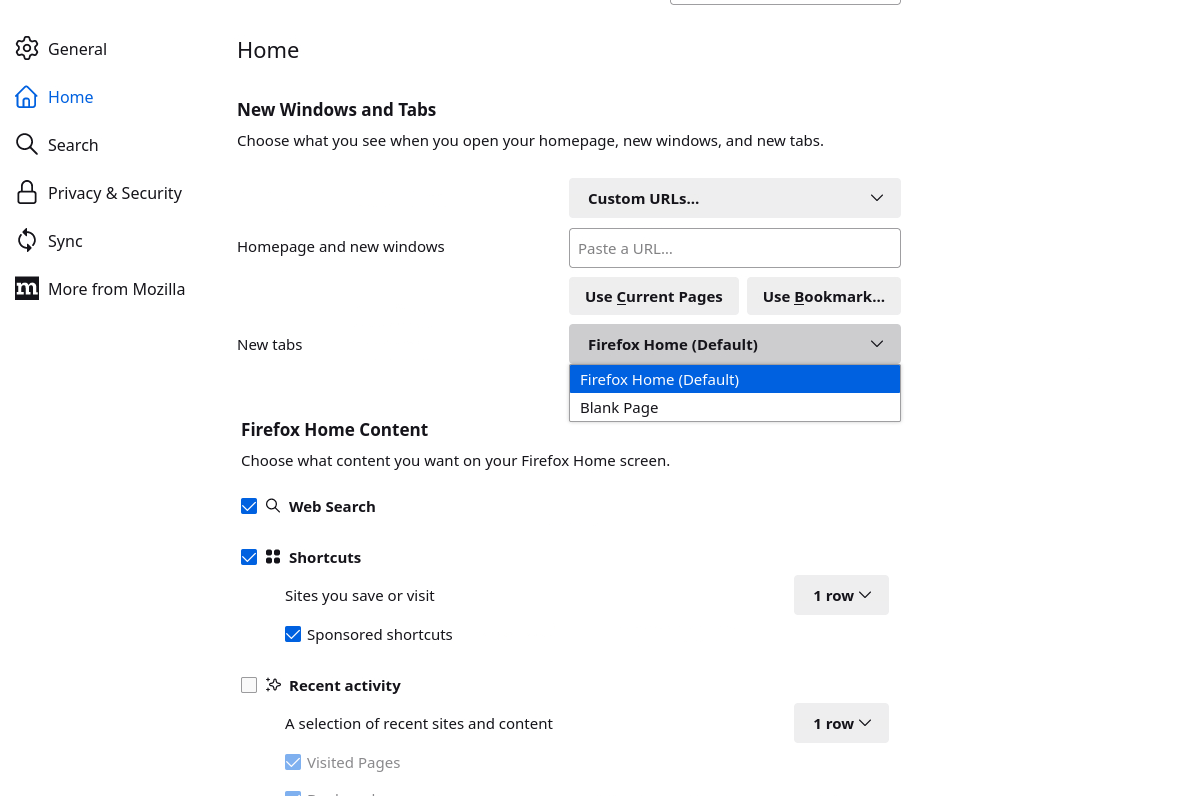 General
Home
Search
Privacy & Security
Sync
m
More from Mozilla
Home
New Windows and Tabs
Choose what you see when you open your homepage, new windows, and new tabs.
Custom URLs...
Homepage and new windows
Paste a URL...
Use Current Pages
Use Bookmark...
New tabs
Firefox Home (Default)
Firefox Home (Default)
Blank Page
Firefox Home Content
Choose what content you want on your Firefox Home screen.
Web Search
Shortcuts
Sites you save or visit
1 row
Sponsored shortcuts
Recent activity
A selection of recent sites and content
1 row
Visited Pages